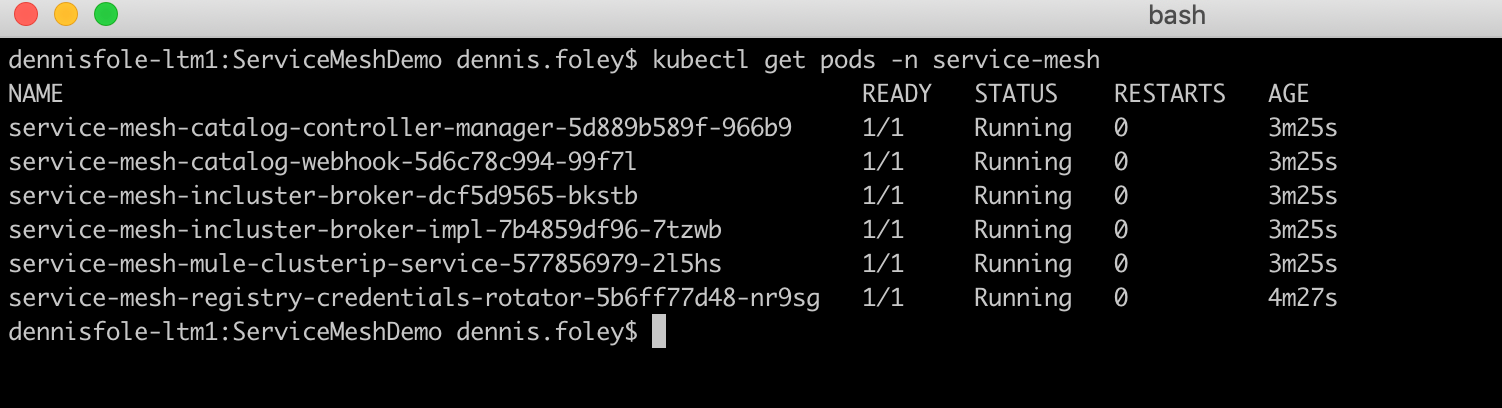 bash
dennisfole-ltm1:ServiceMeshDemo dennis.foley$ kubectl get pods -n service-mesh
NAME READY STATUS RESTARTS AGE
service-mesh-catalog-controller-manager-5d889b589f-966b9 1/1 Running 0 3m25s
service-mesh-catalog-webhook-5d6c78c994-99f7l 1/1 Running 0 3m25s
service-mesh-incluster-broker-dcf5d9565-bkstb 1/1 Running 0 3m25s
service-mesh-incluster-broker-impl-7b4859df96-7tzwb 1/1 Running 0 3m25s
service-mesh-mule-clusterip-service-577856979-2l5hs 1/1 Running 0 3m25s
service-mesh-registry-credentials-rotator-5b6ff77d48-nr9sg 1/1 Running 0 4m27s
dennisfole-ltm1:ServiceMeshDemo dennis.foley$